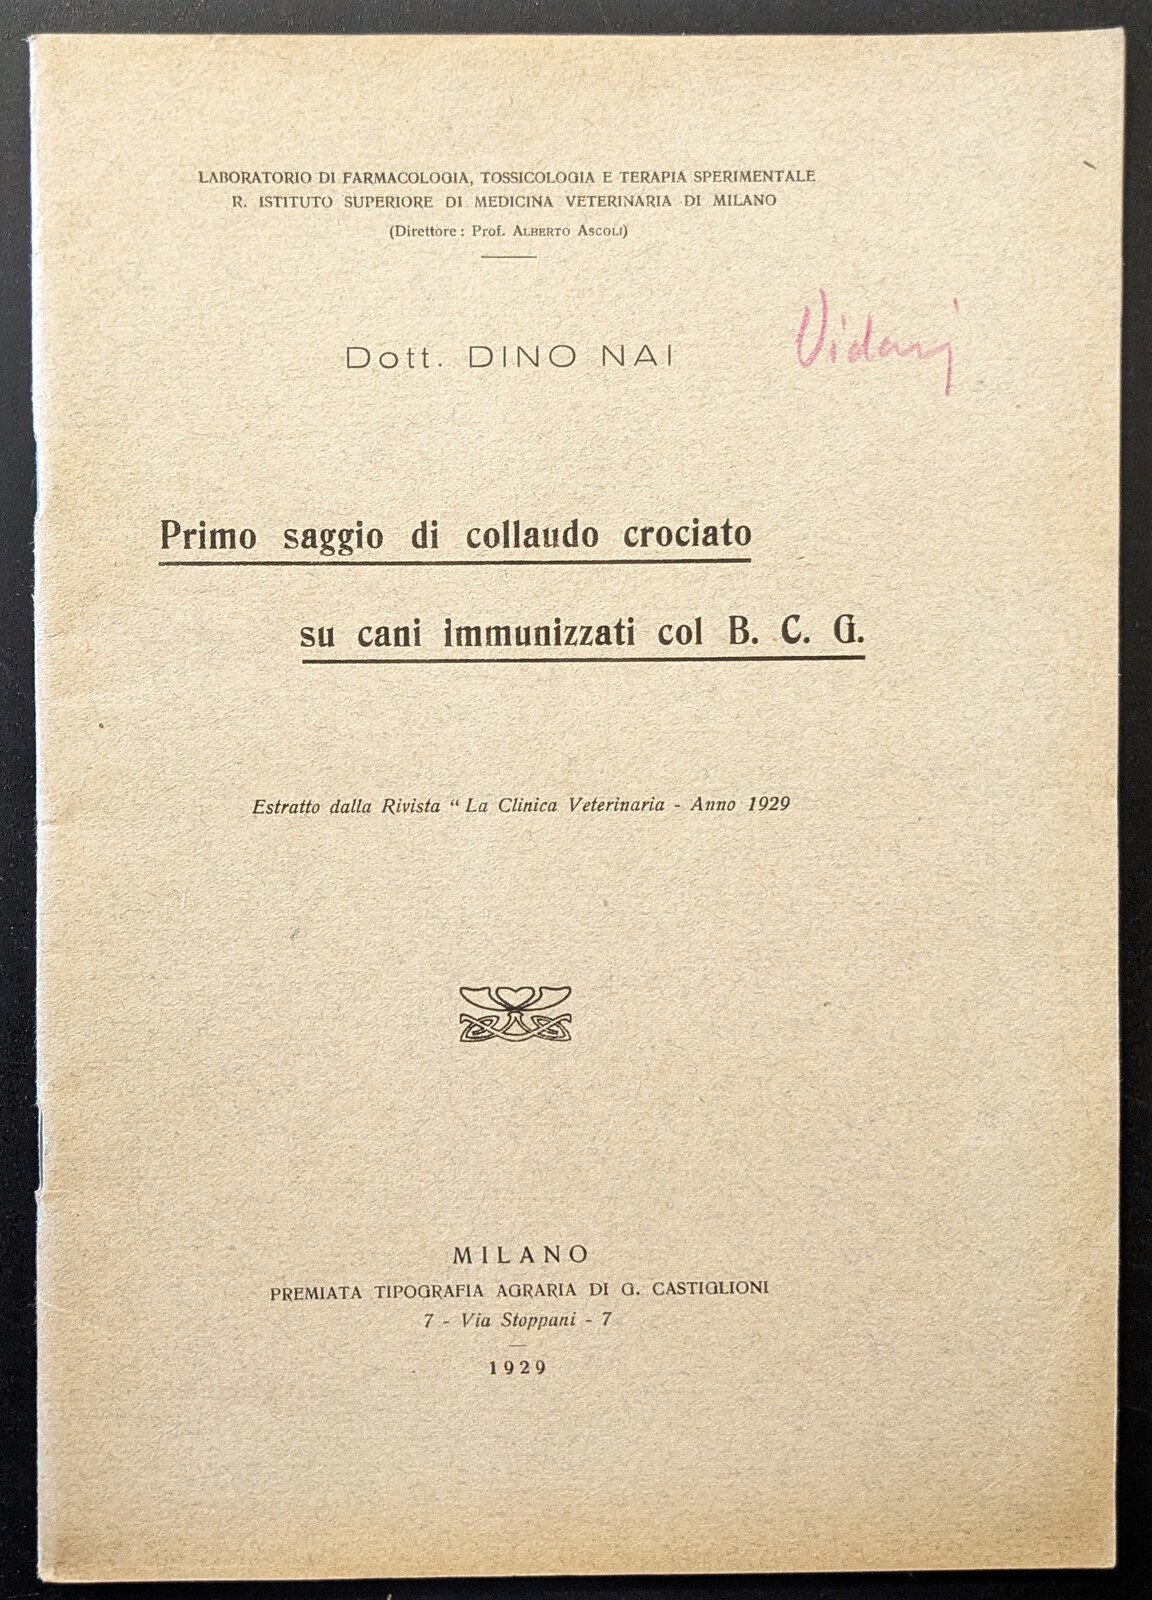 LABORATORIO DI FARMACOLOGIA, TOSSICOLOGIA E TERAPIA SPERIMENTALE
R. ISTITUTO SUPERIORE DI MEDICINA VETERINARIA DI MILANO
(Direttore : Prof. ALBERTO ASCOLI)
Dott. DINO NAI
Primo saggio di collaudo crociato
su cani immunizzati col B. C. G.
Estratto dalla Rivista “ La Clinica Veterinaria - Anno 1929
MILANO
PREMIATA TIPOGRAFIA AGRARIA DI G. CASTIGLIONI
7 - Via Stoppani - 7
1929